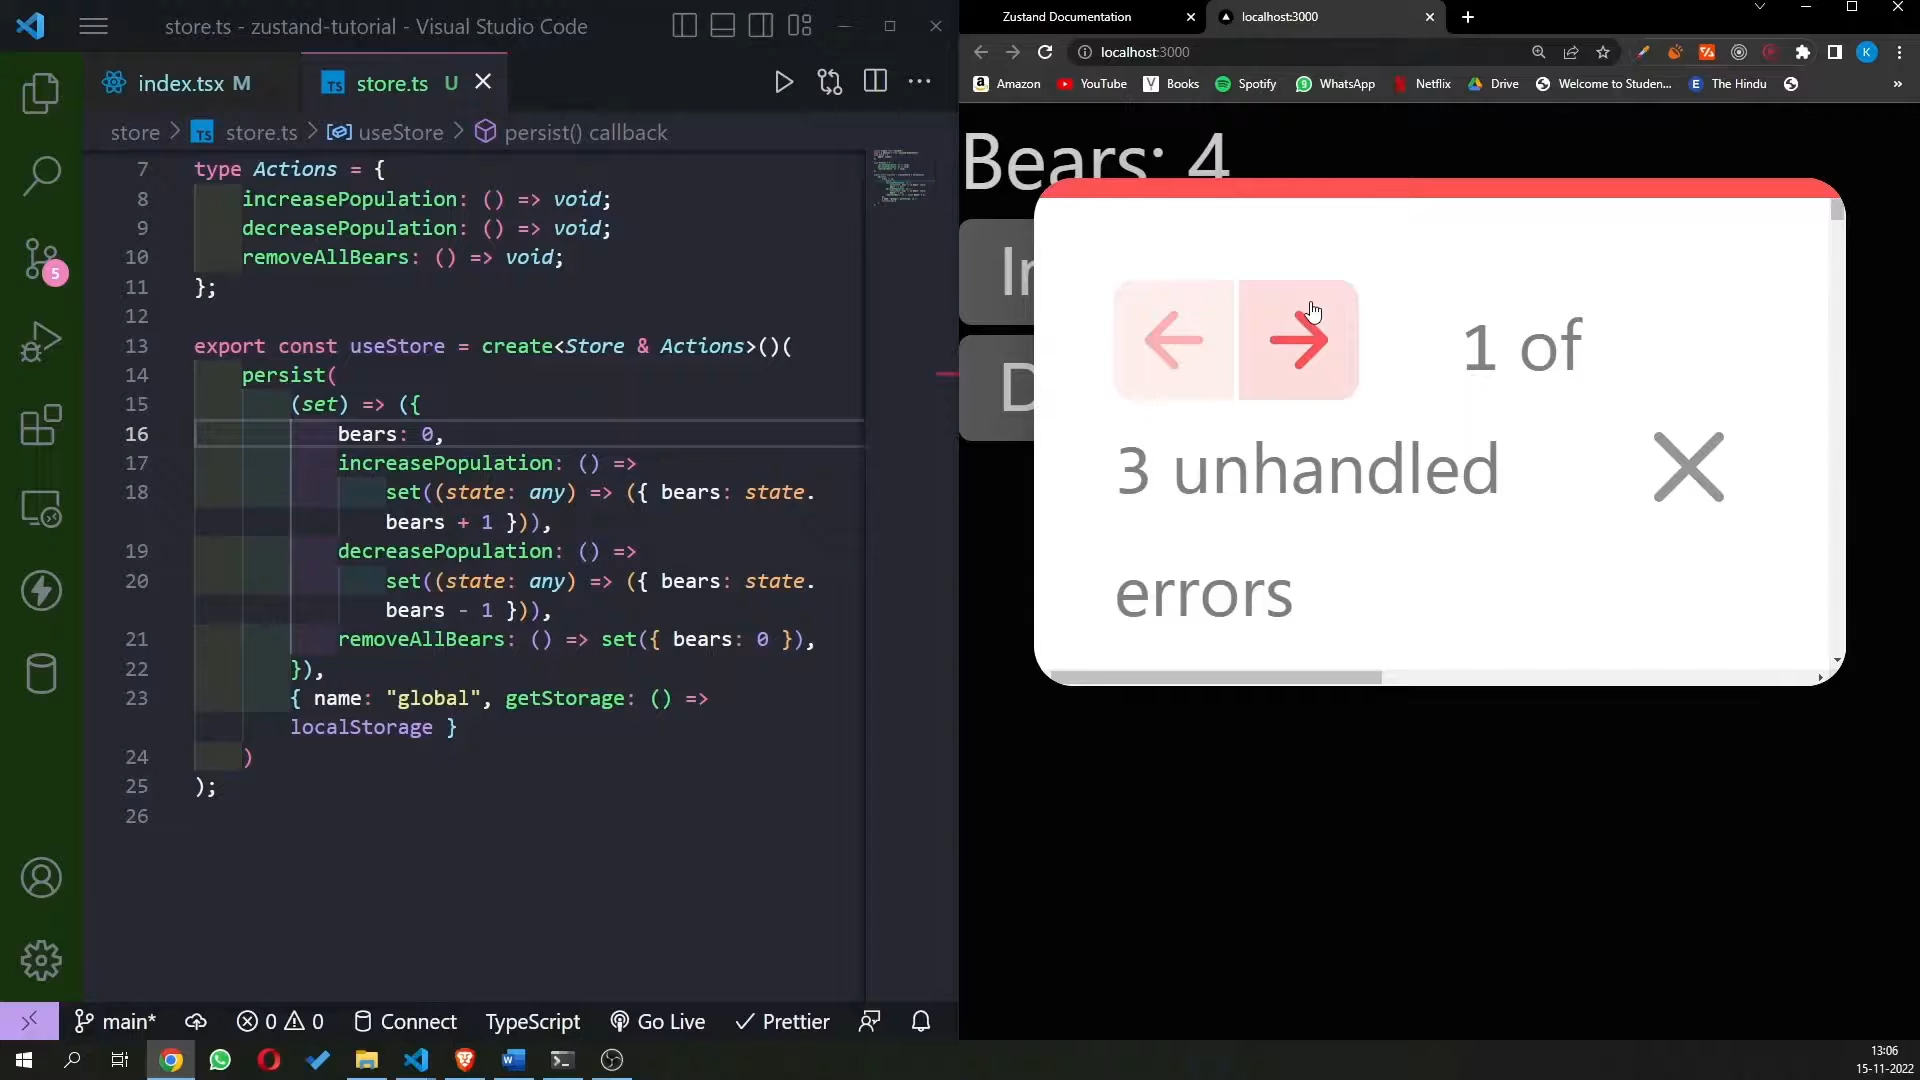 store.ts - zustand-tutorial - Visual Studio Code
index.tsx M
store.ts U
store > TS store.ts > useStore > persist() callback
7 type Actions = {
8 increasePopulation: () => void;
9 decreasePopulation: () => void;
10 removeAllBears: () => void;
11 };
12
13 export const useStore = create<Store & Actions>()(
14 persist(
15 (set) => ({
16 bears: 0,
17 increasePopulation: () =>
18 set((state: any) => ({ bears: state.
bears + 1 })),
19 decreasePopulation: () =>
20 set((state: any) => ({ bears: state.
bears - 1 })),
21 removeAllBears: () => set({ bears: 0 }),
22 }),
23 { name: "global", getStorage: () =>
localStorage }
24 )
25 );
26
5
main* 0 0 Connect TypeScript Go Live Prettier
Zustand Documentation
localhost:3000
localhost:3000
K
Amazon YouTube Books Spotify WhatsApp Netflix Drive Welcome to Studen... The Hindu »
Bears: 4
In
D
1 of
3 unhandled
errors
13:06
15-11-2022